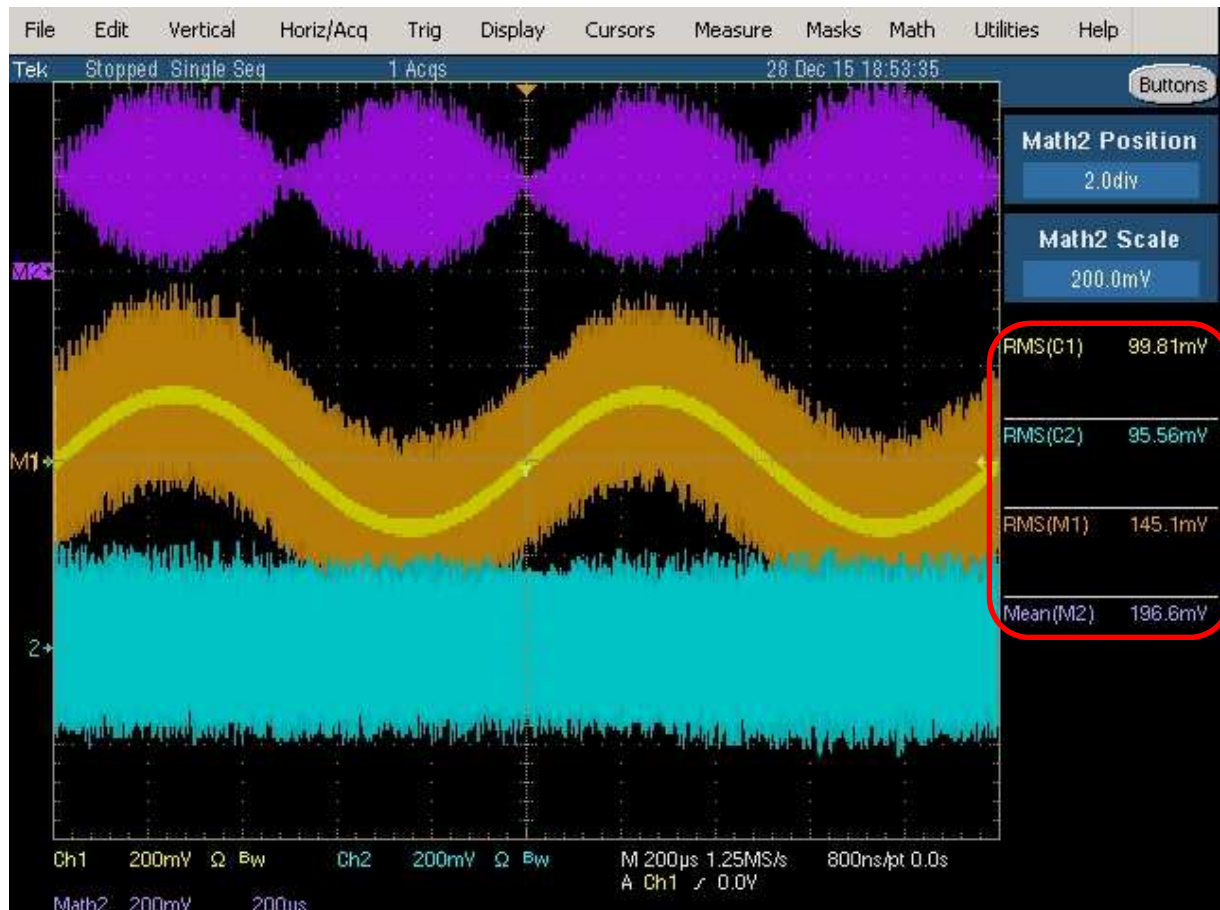 File Edit Vertical Horiz/Acq Trig Display Cursors Measure Masks Math Utilities Help
Tek Stopped Single Seq 1 Acqs 28 Dec 15 18:53:35
Buttons
Math2 Position
2.0div
Math2 Scale
200.0mV
M2
RMS(C1) 99.81mV
RMS(C2) 95.56mV
M1
RMS(M1) 145.1mV
Mean(M2) 196.6mV
2
Ch1 200mV Ω Bw Ch2 200mV Ω Bw M 200µs 1.25MS/s 800ns/pt 0.0s
A Ch1 ⁄ 0.0V
Math2 200mV 200µs